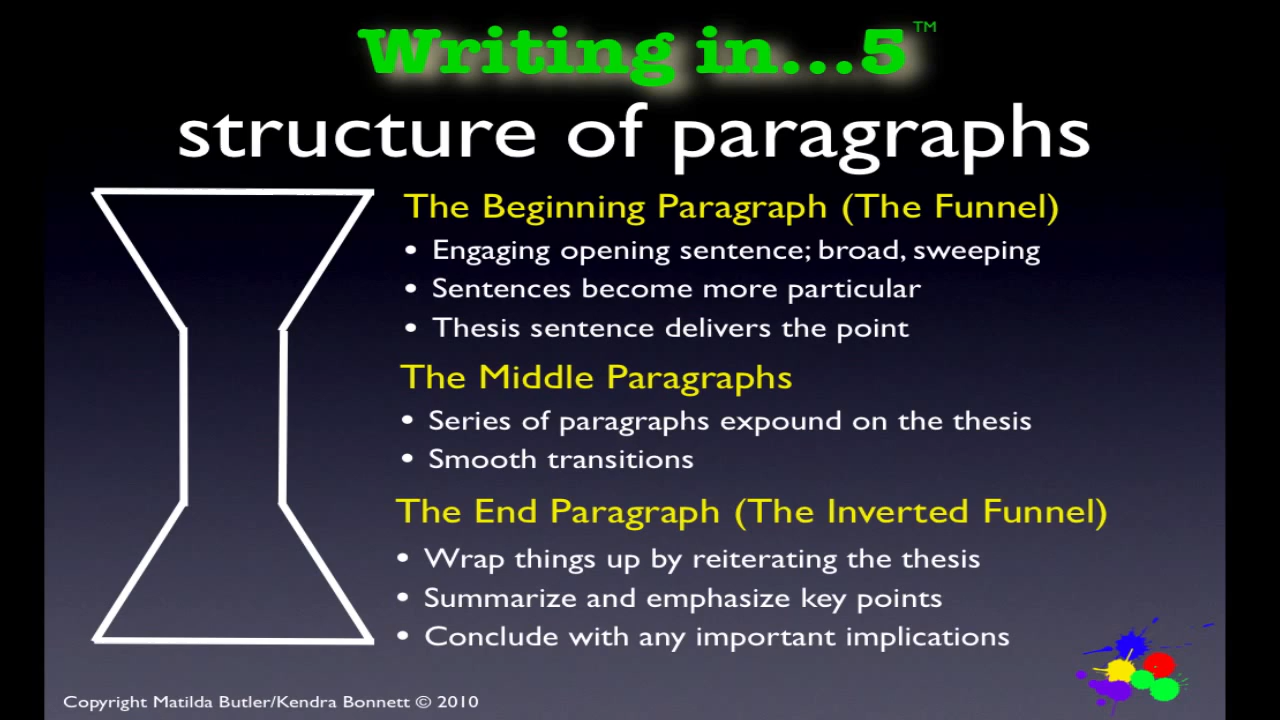 Writing in...5™
structure of paragraphs
The Beginning Paragraph (The Funnel)
• Engaging opening sentence; broad, sweeping
• Sentences become more particular
• Thesis sentence delivers the point
The Middle Paragraphs
• Series of paragraphs expound on the thesis
• Smooth transitions
The End Paragraph (The Inverted Funnel)
• Wrap things up by reiterating the thesis
• Summarize and emphasize key points
• Conclude with any important implications
Copyright Matilda Butler/Kendra Bonnett © 2010